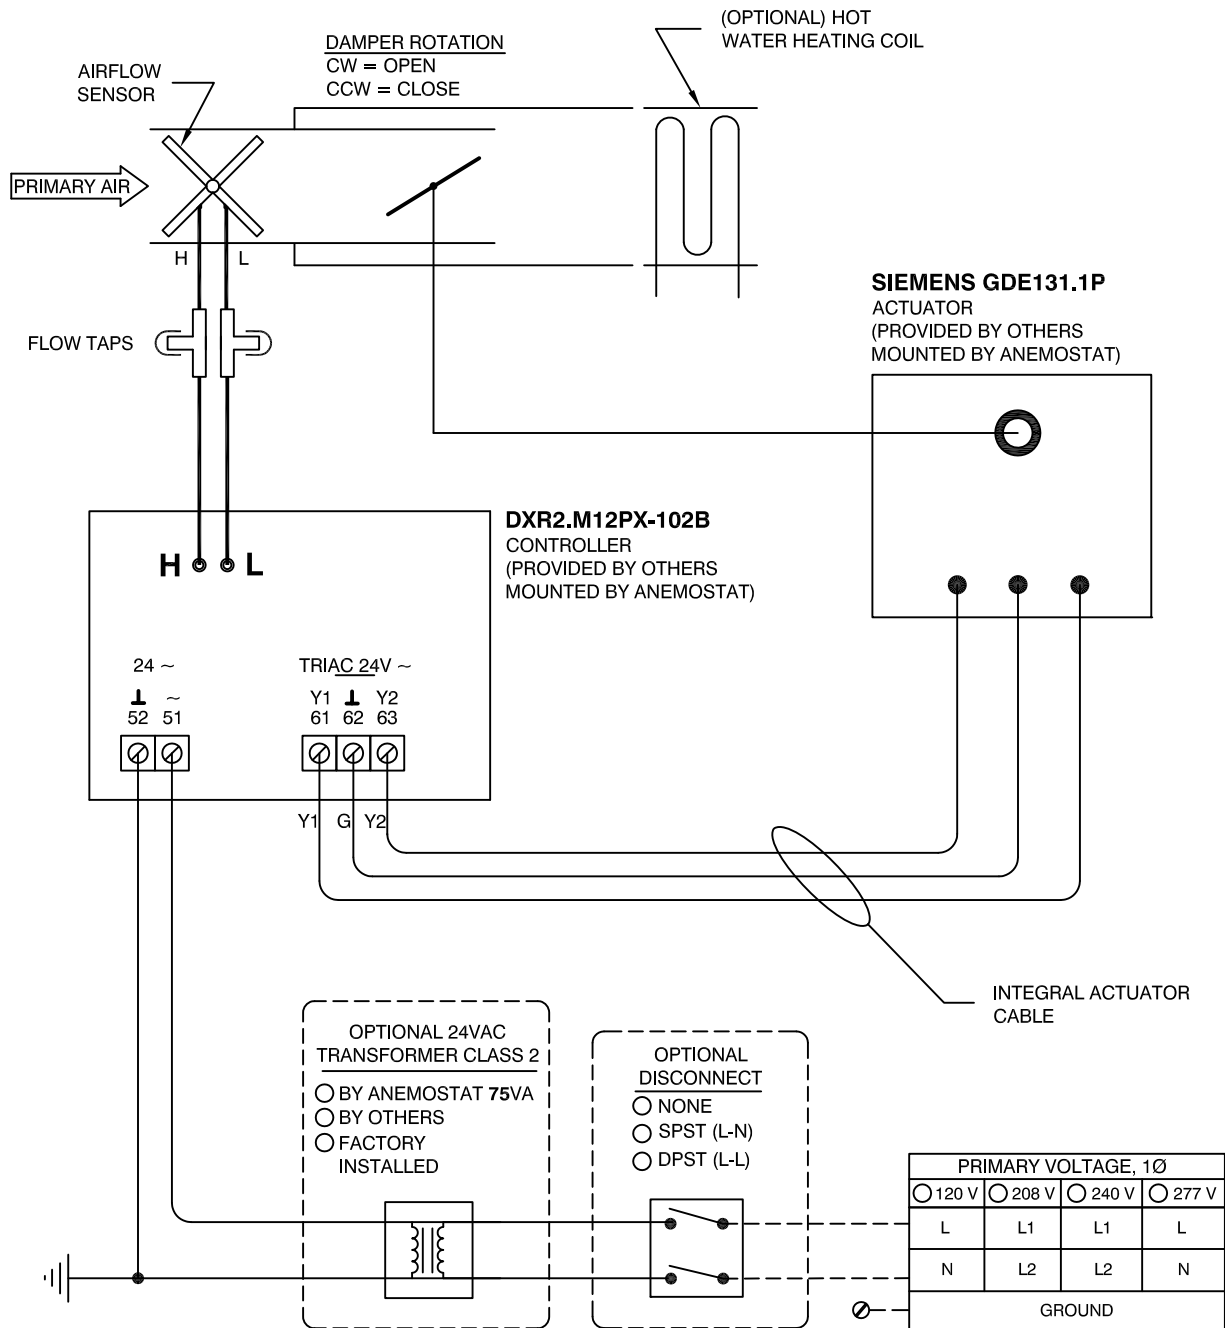 (OPTIONAL) HOT
WATER HEATING COIL
DAMPER ROTATION
CW = OPEN
CCW = CLOSE
AIRFLOW
SENSOR
PRIMARY AIR
H L
FLOW TAPS
SIEMENS GDE131.1P
ACTUATOR
(PROVIDED BY OTHERS
MOUNTED BY ANEMOSTAT)
DXR2.M12PX-102B
CONTROLLER
(PROVIDED BY OTHERS
MOUNTED BY ANEMOSTAT)
H L
24 ~
TRIAC 24V ~
⊥ ~
52 51
Y1 ⊥ Y2
61 62 63
Y1 G Y2
INTEGRAL ACTUATOR
CABLE
OPTIONAL 24VAC
TRANSFORMER CLASS 2
BY ANEMOSTAT 75VA
BY OTHERS
FACTORY
INSTALLED
OPTIONAL
DISCONNECT
NONE
SPST (L-N)
DPST (L-L)
PRIMARY VOLTAGE, 1Ø
120 V 208 V 240 V 277 V
L L1 L1 L
N L2 L2 N
GROUND